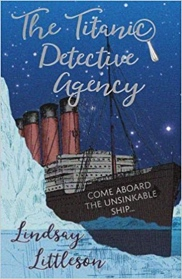 The Titanic
Detective
Agency
COME ABOARD
THE UNSINKABLE
SHIP...
Lindsay
Littleson